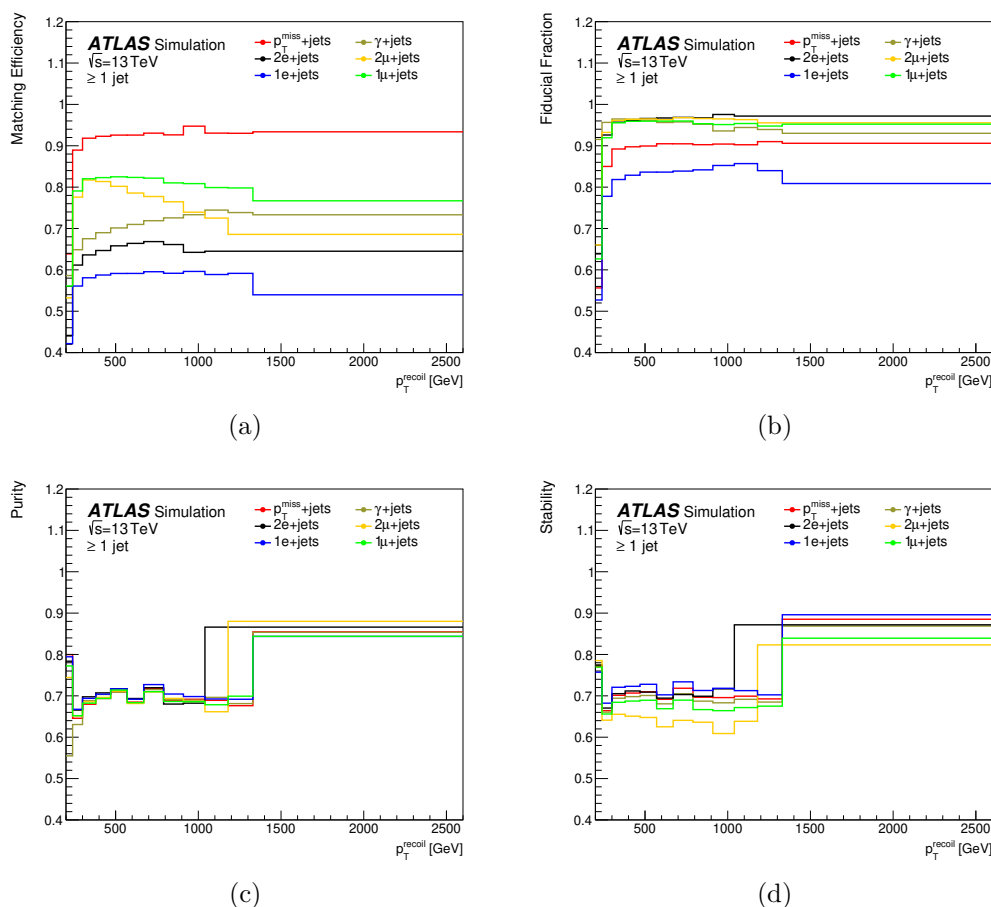 Matching Efficiency
1.2
1.1
1
0.9
0.8
0.7
0.6
0.5
0.4
ATLAS Simulation
√s=13 TeV
≥ 1 jet
p_T^miss+jets
2e+jets
1e+jets
γ+jets
2μ+jets
1μ+jets
500 1000 1500 2000 2500
p_T^recoil [GeV]
(a)
Fiducial Fraction
1.2
1.1
1
0.9
0.8
0.7
0.6
0.5
0.4
ATLAS Simulation
√s=13 TeV
≥ 1 jet
p_T^miss+jets
2e+jets
1e+jets
γ+jets
2μ+jets
1μ+jets
500 1000 1500 2000 2500
p_T^recoil [GeV]
(b)
Purity
1.2
1.1
1
0.9
0.8
0.7
0.6
0.5
0.4
ATLAS Simulation
√s=13 TeV
≥ 1 jet
p_T^miss+jets
2e+jets
1e+jets
γ+jets
2μ+jets
1μ+jets
500 1000 1500 2000 2500
p_T^recoil [GeV]
(c)
Stability
1.2
1.1
1
0.9
0.8
0.7
0.6
0.5
0.4
ATLAS Simulation
√s=13 TeV
≥ 1 jet
p_T^miss+jets
2e+jets
1e+jets
γ+jets
2μ+jets
1μ+jets
500 1000 1500 2000 2500
p_T^recoil [GeV]
(d)